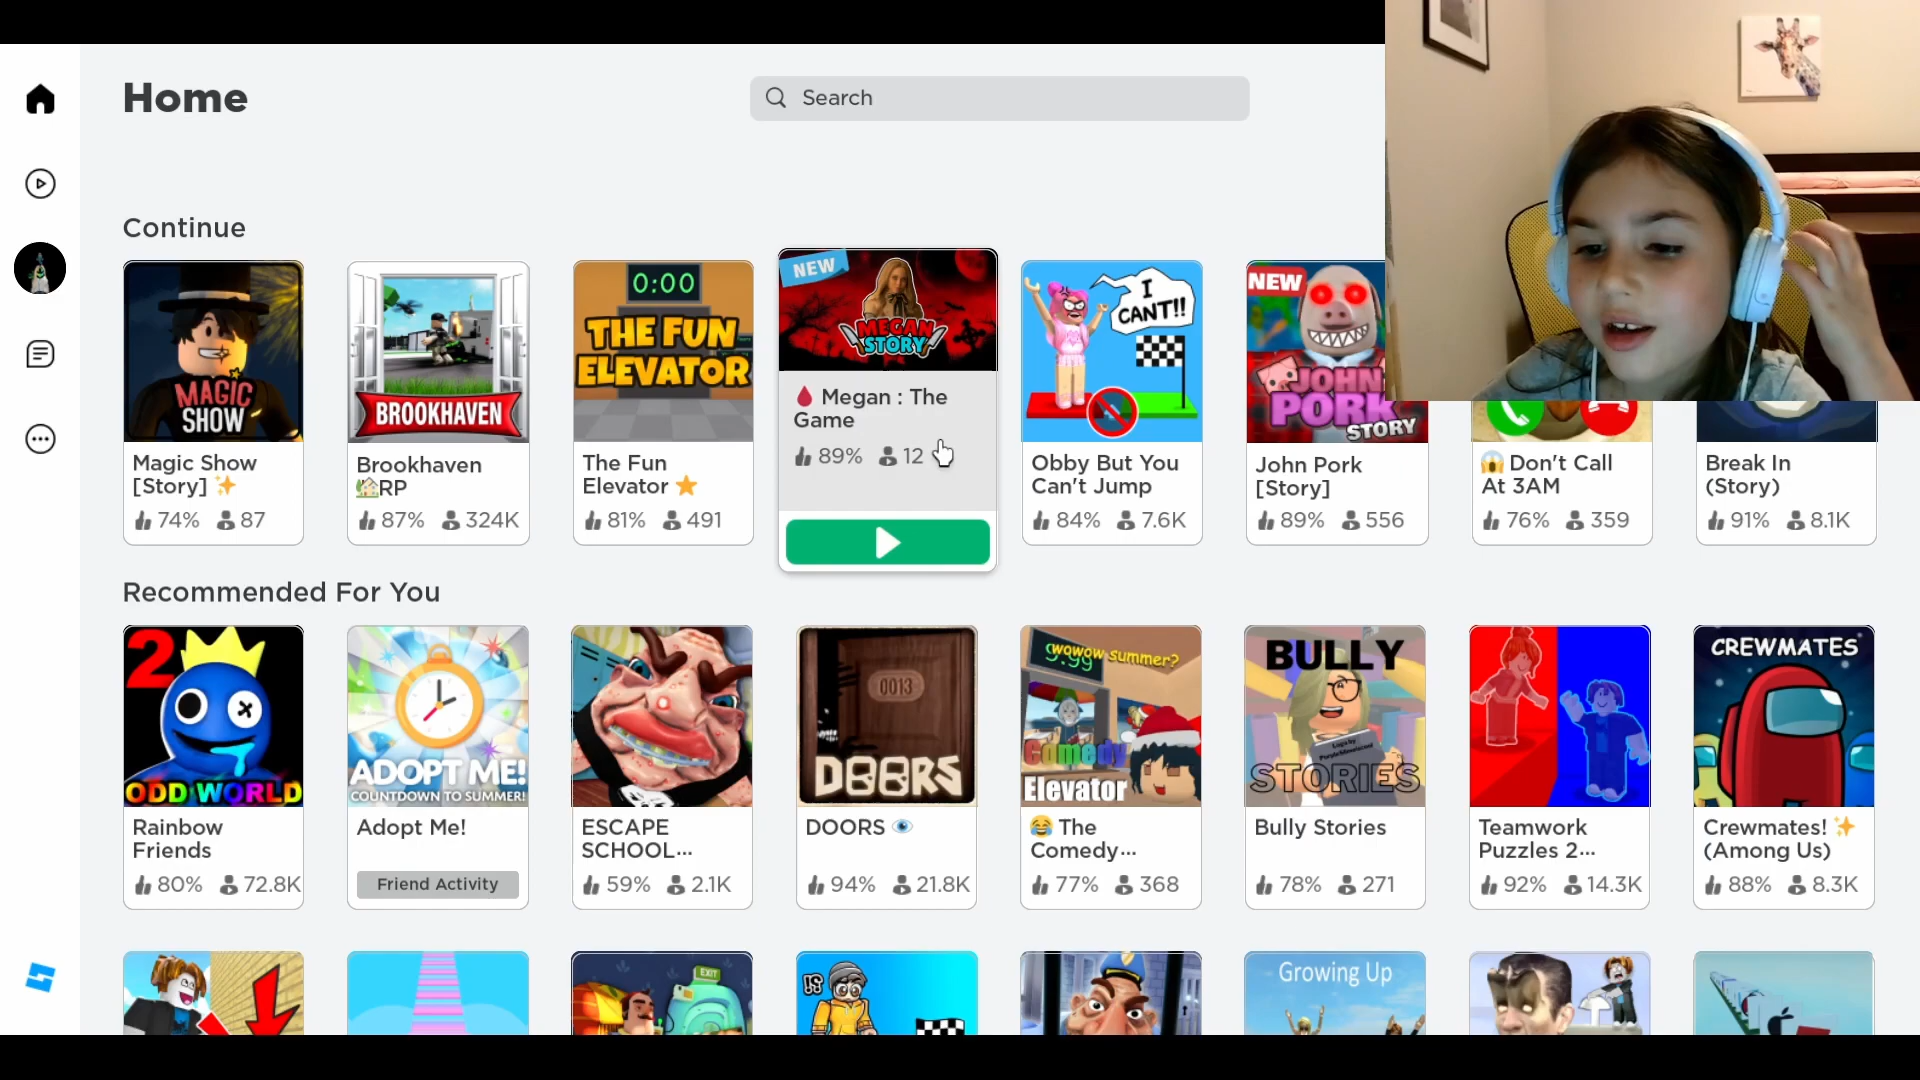 Home
Search
Continue
MAGIC
SHOW
Magic Show
[Story]
74% 87
BROOKHAVEN
Brookhaven
RP
87% 324K
0:00
THE FUN
ELEVATOR
The Fun
Elevator
81% 491
NEW
MEGAN
STORY
Megan : The
Game
89% 12
I
CAN'T!!
Obby But You
Can't Jump
84% 7.6K
NEW
JOHN
PORK
STORY
John Pork
[Story]
89% 556
Don't Call
At 3AM
76% 359
Break In
(Story)
91% 8.1K
Recommended For You
2
ODD WORLD
Rainbow
Friends
80% 72.8K
ADOPT ME!
COUNTDOWN TO SUMMER!
Adopt Me!
Friend Activity
ESCAPE
SCHOOL...
59% 2.1K
0013
DOORS
DOORS
94% 21.8K
9.99
wowow summer?
Comedy
Elevator
The
Comedy...
77% 368
BULLY
STORIES
Bully Stories
78% 271
Teamwork
Puzzles 2...
92% 14.3K
CREWMATES
Crewmates!
(Among Us)
88% 8.3K
EXIT
!?
Growing Up